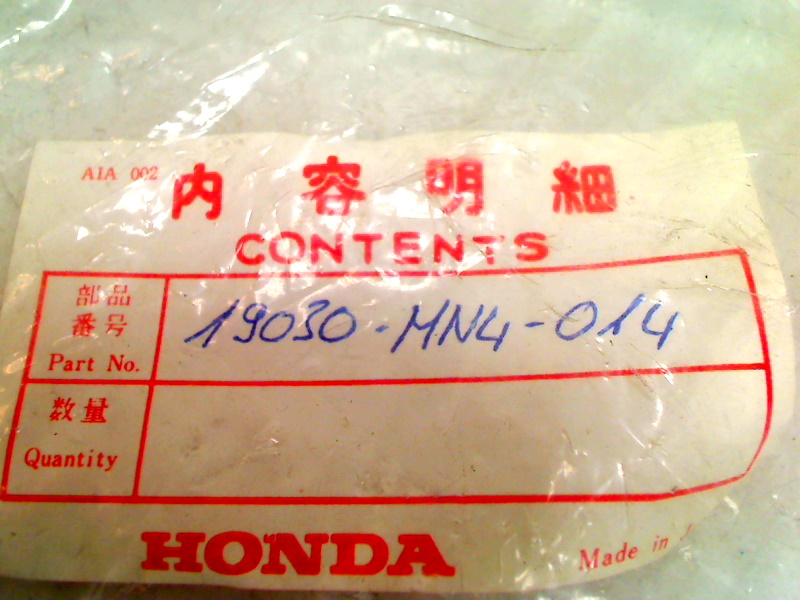 A1A 002
内容明細
CONTENTS
部品
番号
Part No.
19030-MN4-014
数量
Quantity
HONDA
Made in